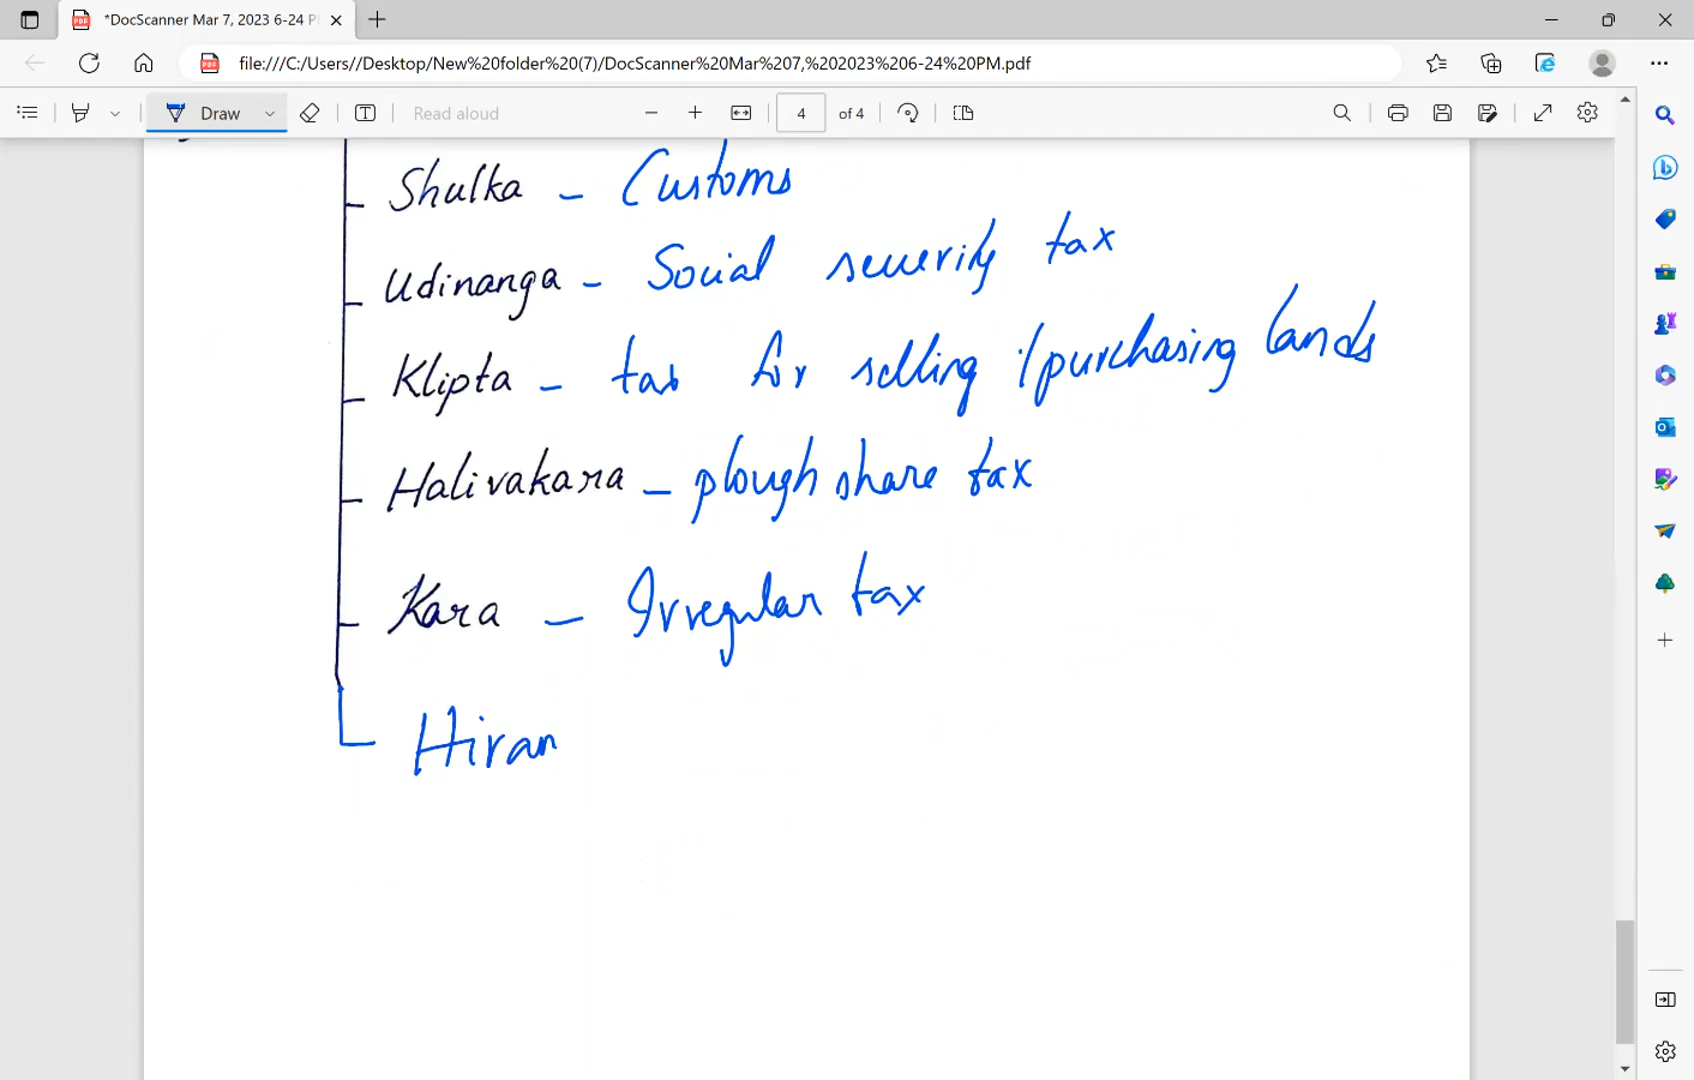 *DocScanner Mar 7, 2023 6-24 P
file:///C:/Users//Desktop/New%20folder%20(7)/DocScanner%20Mar%207,%202023%206-24%20PM.pdf
Draw Read aloud 4 of 4
Shulka - Customs
Udinanga - Social security tax
Klipta - tax for selling / purchasing lands
Halivakara - plough share tax
Kara - Irregular tax
Hiran